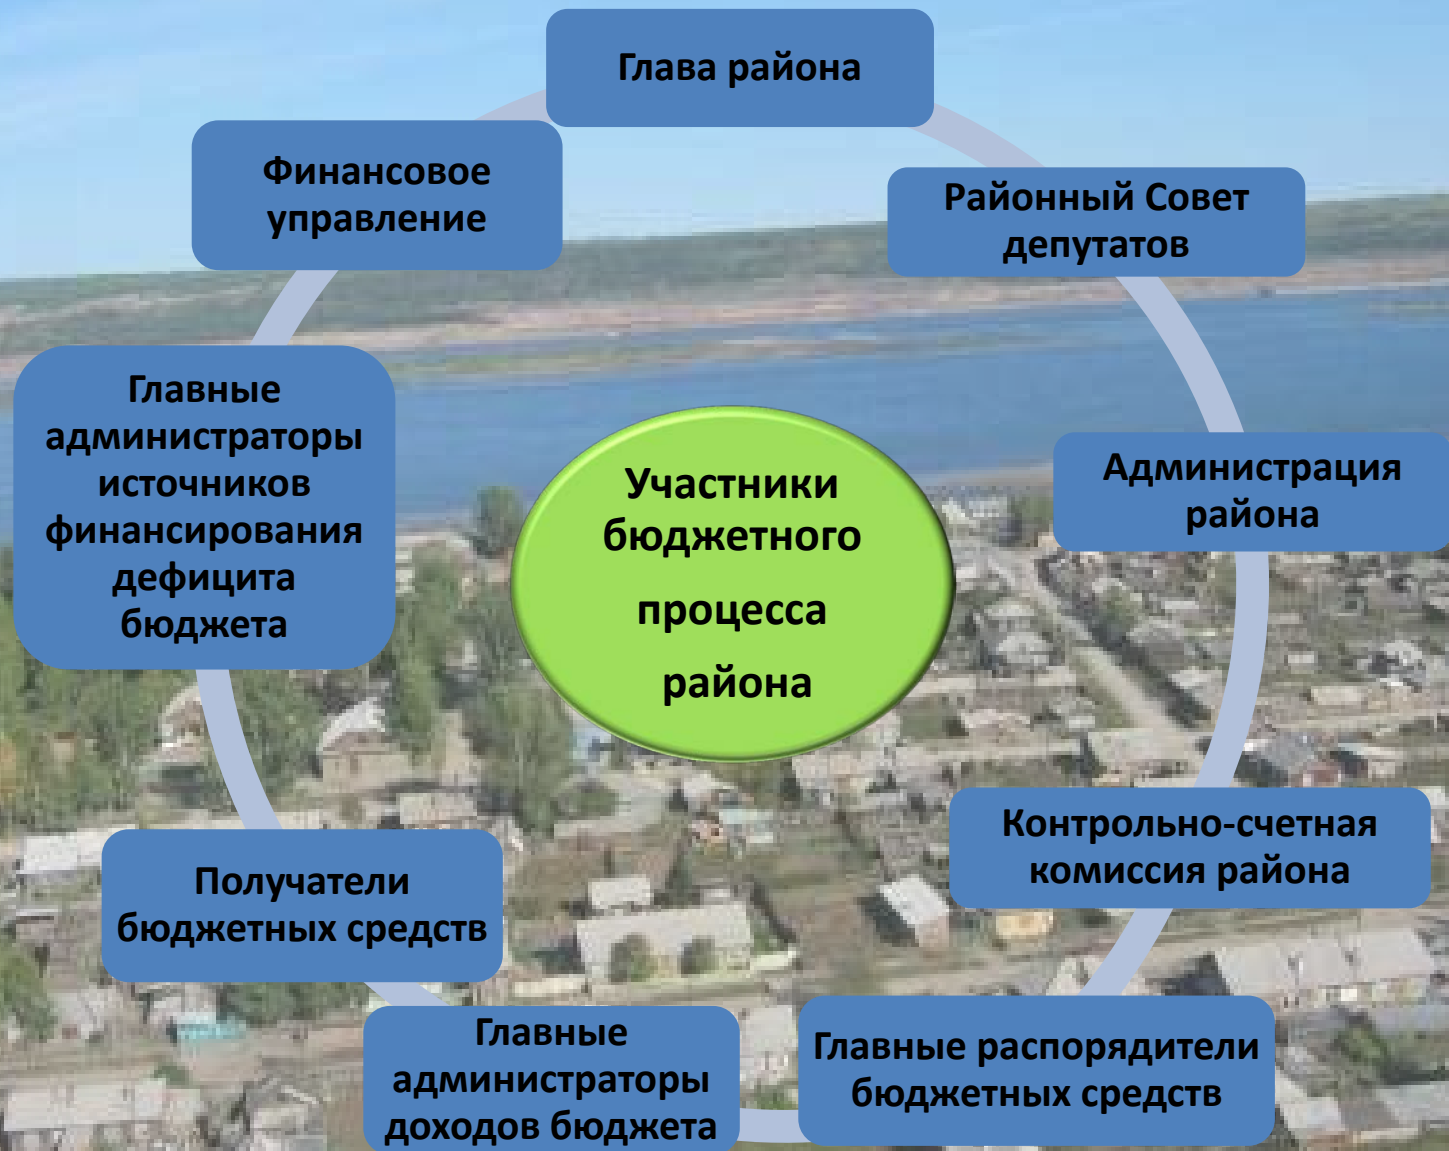 Глава района
Финансовое
управление
Районный Совет
депутатов
Главные
администраторы
источников
финансирования
дефицита
бюджета
Участники
бюджетного
процесса
района
Администрация
района
Контрольно-счетная
комиссия района
Получатели
бюджетных средств
Главные
администраторы
доходов бюджета
Главные распорядители
бюджетных средств